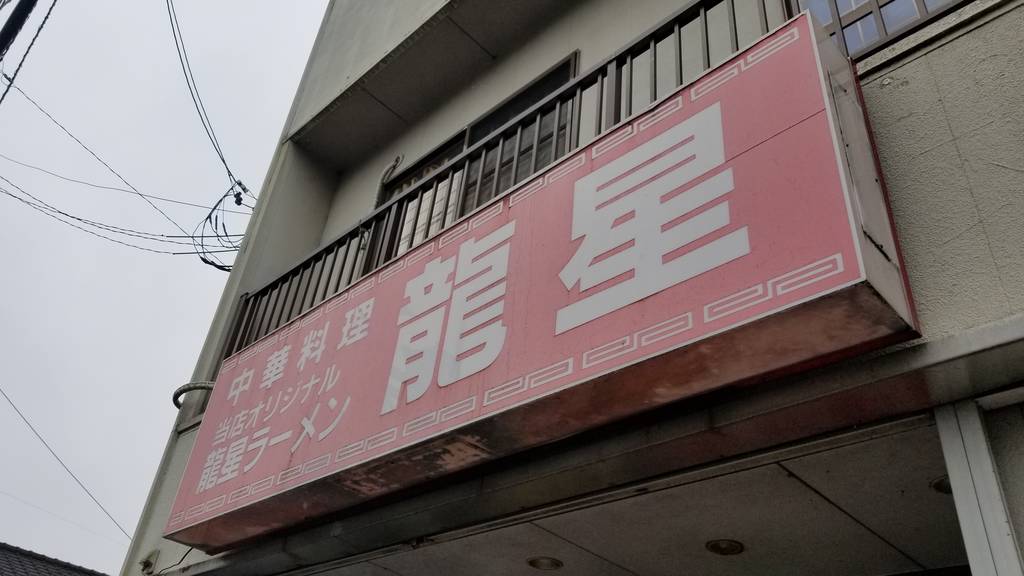 中華料理
当店オリジナル
龍星ラーメン
龍星